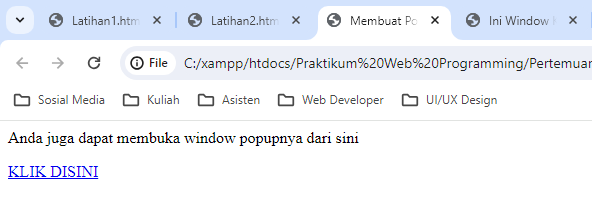 Latihan1.htm
Latihan2.htm
Membuat Po
Ini Window
File
C:/xampp/htdocs/Praktikum%20Web%20Programming/Pertemuan
Sosial Media
Kuliah
Asisten
Web Developer
UI/UX Design
Anda juga dapat membuka window popupnya dari sini
KLIK DISINI